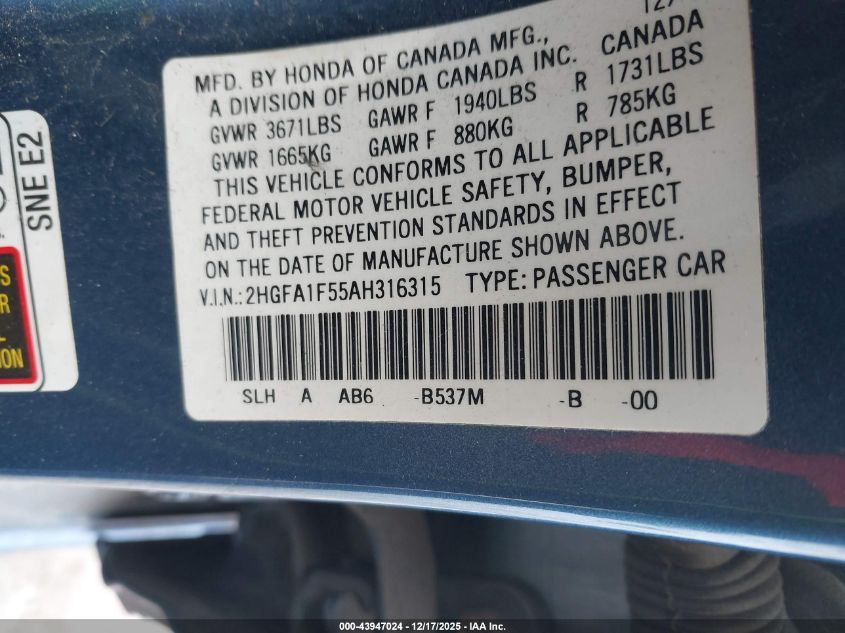 MFD. BY HONDA OF CANADA MFG.,
A DIVISION OF HONDA CANADA INC. CANADA
GVWR 3671LBS GAWR F 1940LBS R 1731LBS
GVWR 1665KG GAWR F 880KG R 785KG
THIS VEHICLE CONFORMS TO ALL APPLICABLE
FEDERAL MOTOR VEHICLE SAFETY, BUMPER,
AND THEFT PREVENTION STANDARDS IN EFFECT
ON THE DATE OF MANUFACTURE SHOWN ABOVE.
V.I.N.: 2HGFA1F55AH316315 TYPE: PASSENGER CAR
SLH A AB6 -B537M -B -00
SNE E2
000-43947024 — 12/17/2025 — IAA Inc.